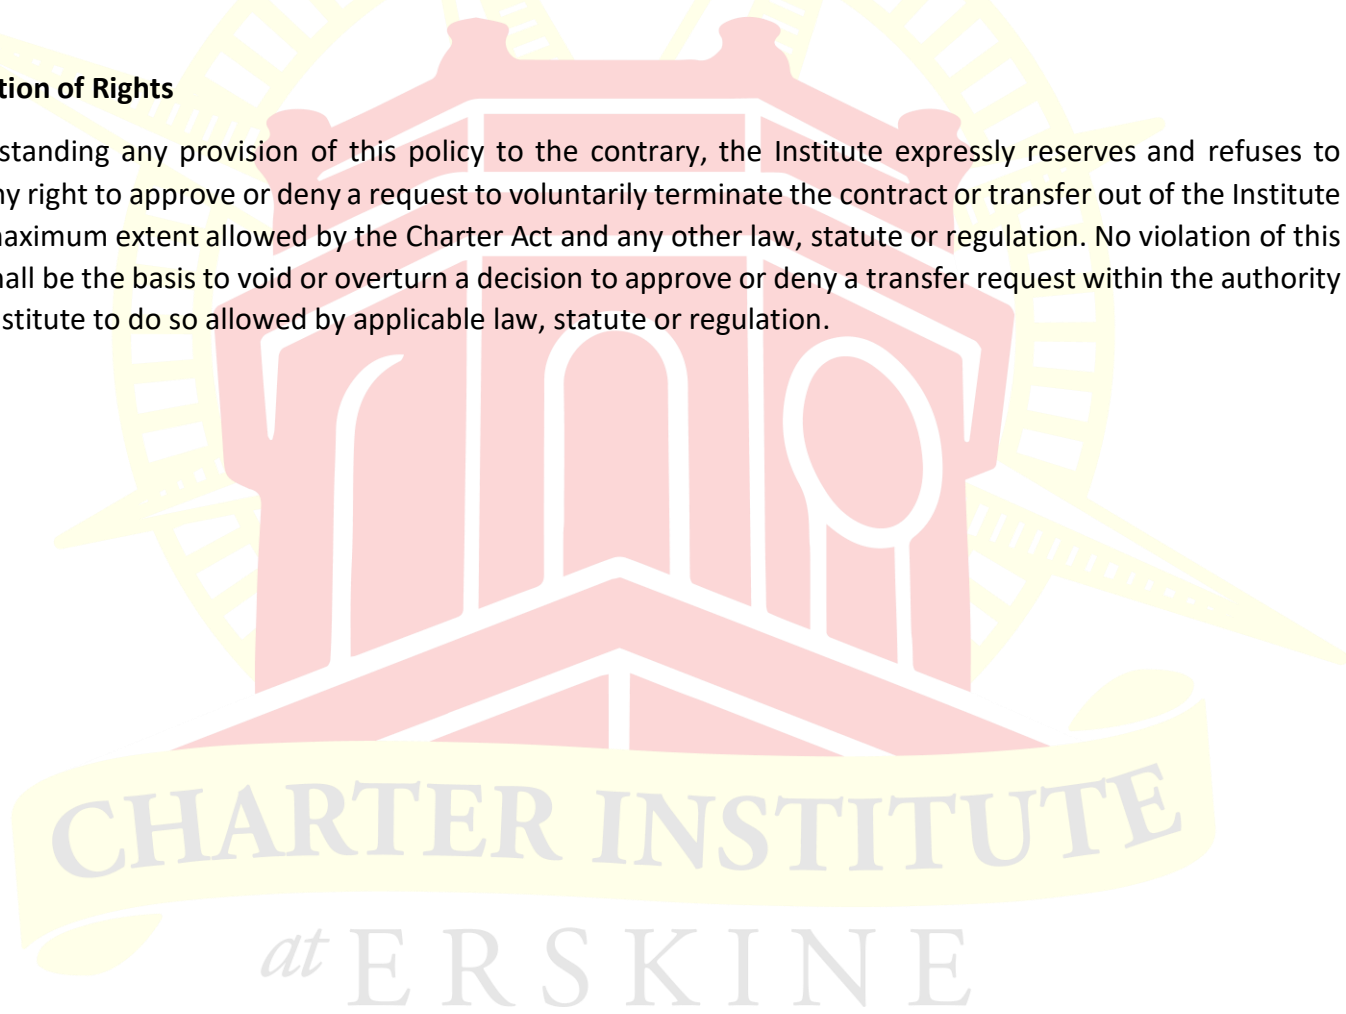 tion of Rights
standing any provision of this policy to the contrary, the Institute expressly reserves and refuses to
ny right to approve or deny a request to voluntarily terminate the contract or transfer out of the Institute
maximum extent allowed by the Charter Act and any other law, statute or regulation. No violation of this
hall be the basis to void or overturn a decision to approve or deny a transfer request within the authority
stitute to do so allowed by applicable law, statute or regulation.
CHARTER INSTITUTE
at ERSKINE